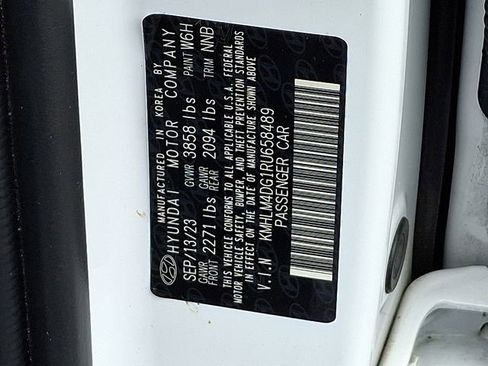 MANUFACTURED IN KOREA BY
HYUNDAI MOTOR COMPANY
SEP/13/23 GVWR 3858 lbs PAINT W6H
GAWR FRONT 2271 lbs GAWR REAR 2094 lbs TRIM NNB
THIS VEHICLE CONFORMS TO ALL APPLICABLE U.S.A. FEDERAL
MOTOR VEHICLE SAFETY, BUMPER, AND THEFT PREVENTION STANDARDS
IN EFFECT ON THE DATE OF MANUFACTURE SHOWN ABOVE
V.I.N KMHLM4DG1RU658489
PASSENGER CAR